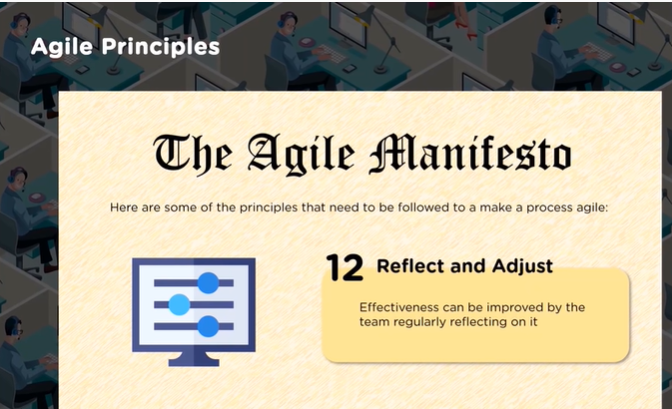 Agile Principles
The Agile Manifesto
Here are some of the principles that need to be followed to a make a process agile:
12 Reflect and Adjust
Effectiveness can be improved by the
team regularly reflecting on it